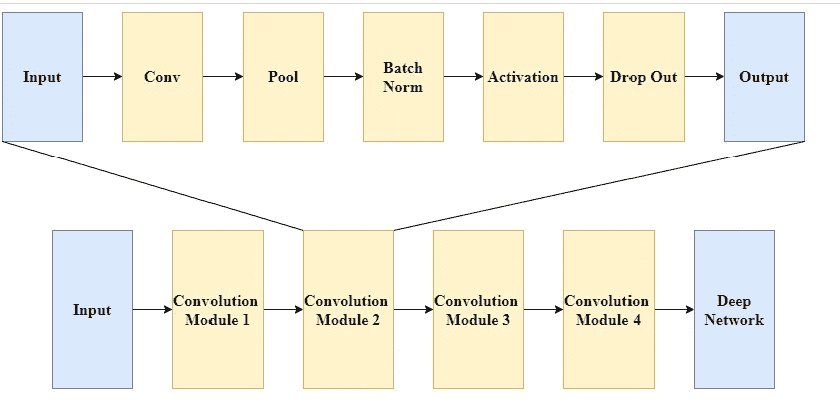 Input
Conv
Pool
Batch
Norm
Activation
Drop Out
Output
Input
Convolution
Module 1
Convolution
Module 2
Convolution
Module 3
Convolution
Module 4
Deep
Network